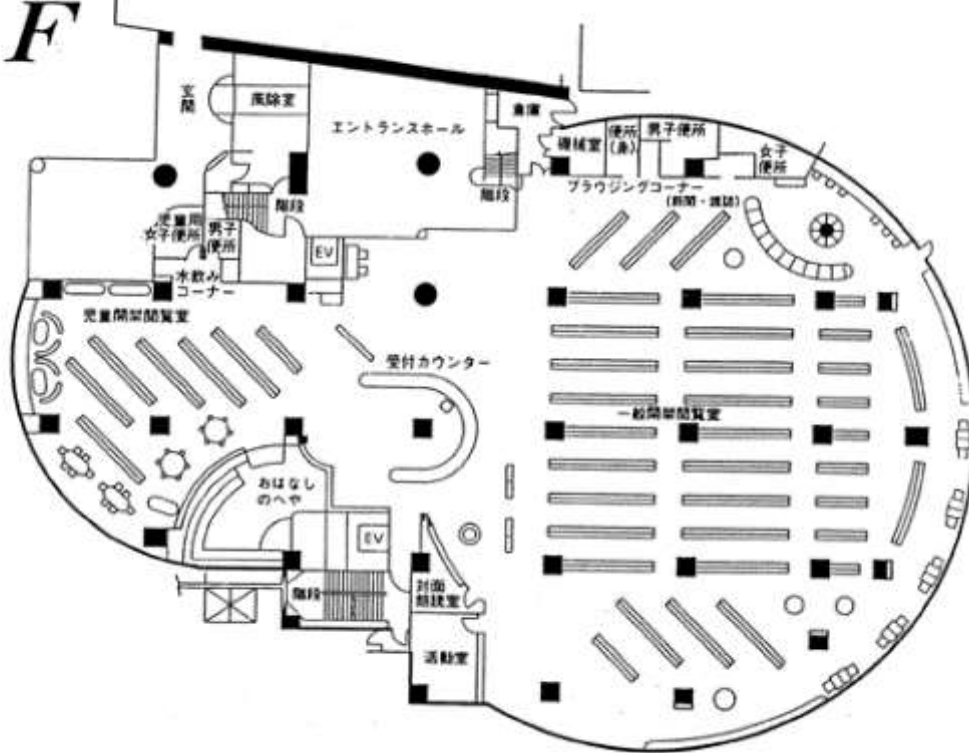 F
玄関
風除室
エントランスホール
倉庫
機械室
便所
(身)
男子便所
女子
便所
ブラウジングコーナー
(新聞・雑誌)
階段
階段
児童用
女子便所
男子
便所
EV
水飲み
コーナー
児童開架閲覧室
受付カウンター
一般開架閲覧室
おはなし
のへや
EV
階段
対面
朗読室
活動室